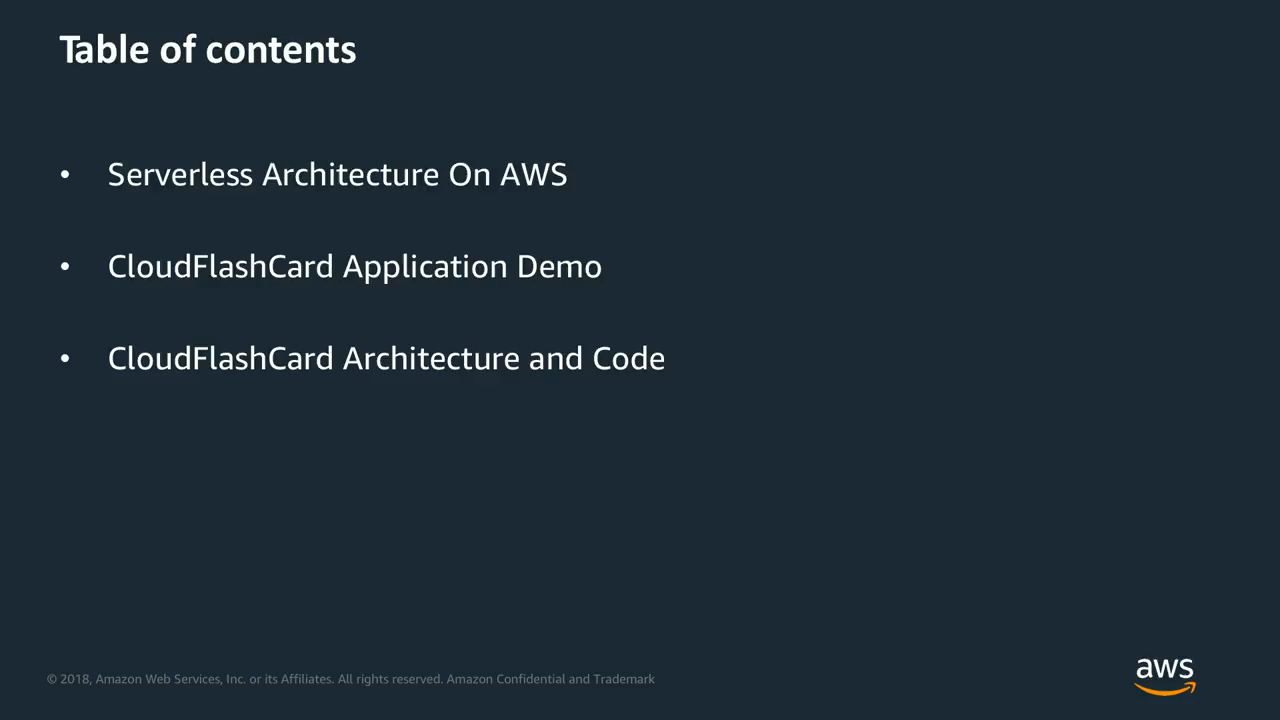 Table of contents
• Serverless Architecture On AWS
• CloudFlashCard Application Demo
• CloudFlashCard Architecture and Code
© 2018, Amazon Web Services, Inc. or its Affiliates. All rights reserved. Amazon Confidential and Trademark
aws